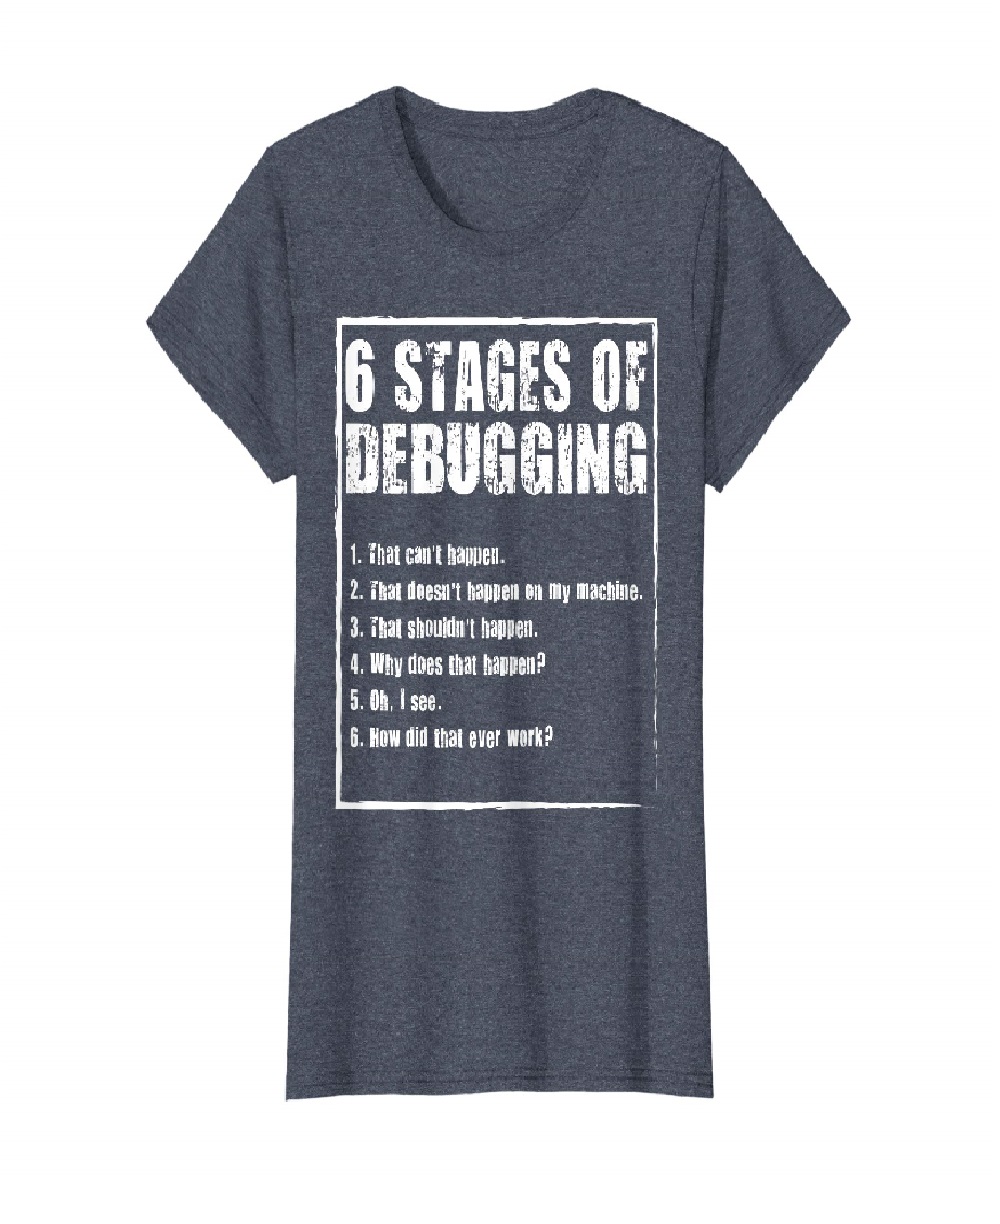 6 STAGES OF
DEBUGGING
1. That can't happen.
2. That doesn't happen on my machine.
3. That shouldn't happen.
4. Why does that happen?
5. Oh, I see.
6. How did that ever work?